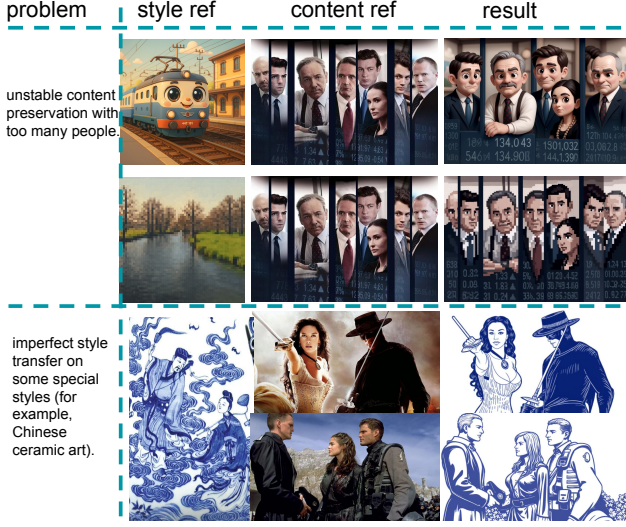 problem
style ref
content ref
result
unstable content
preservation with
too many people.
imperfect style
transfer on
some special
styles (for
example,
Chinese
ceramic art).